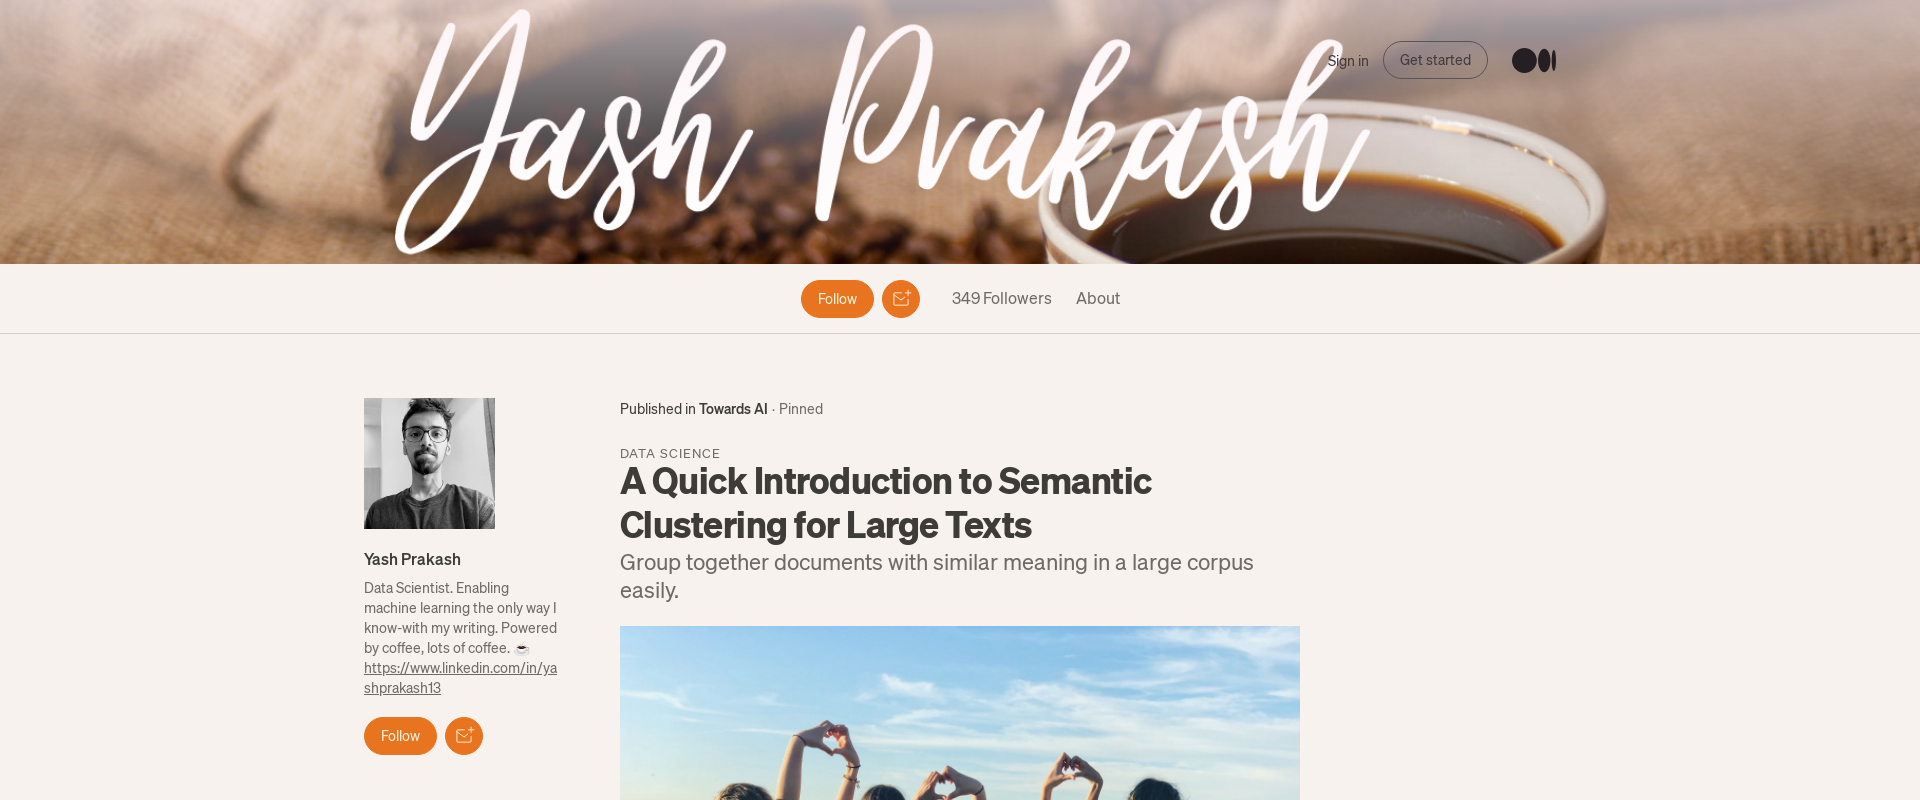 Yash Prakash
Sign in
Get started
Follow
349 Followers
About
Published in Towards AI · Pinned
DATA SCIENCE
A Quick Introduction to Semantic
Clustering for Large Texts
Group together documents with similar meaning in a large corpus
easily.
Yash Prakash
Data Scientist. Enabling
machine learning the only way I
know-with my writing. Powered
by coffee, lots of coffee. ☕
https://www.linkedin.com/in/ya
shprakash13
Follow